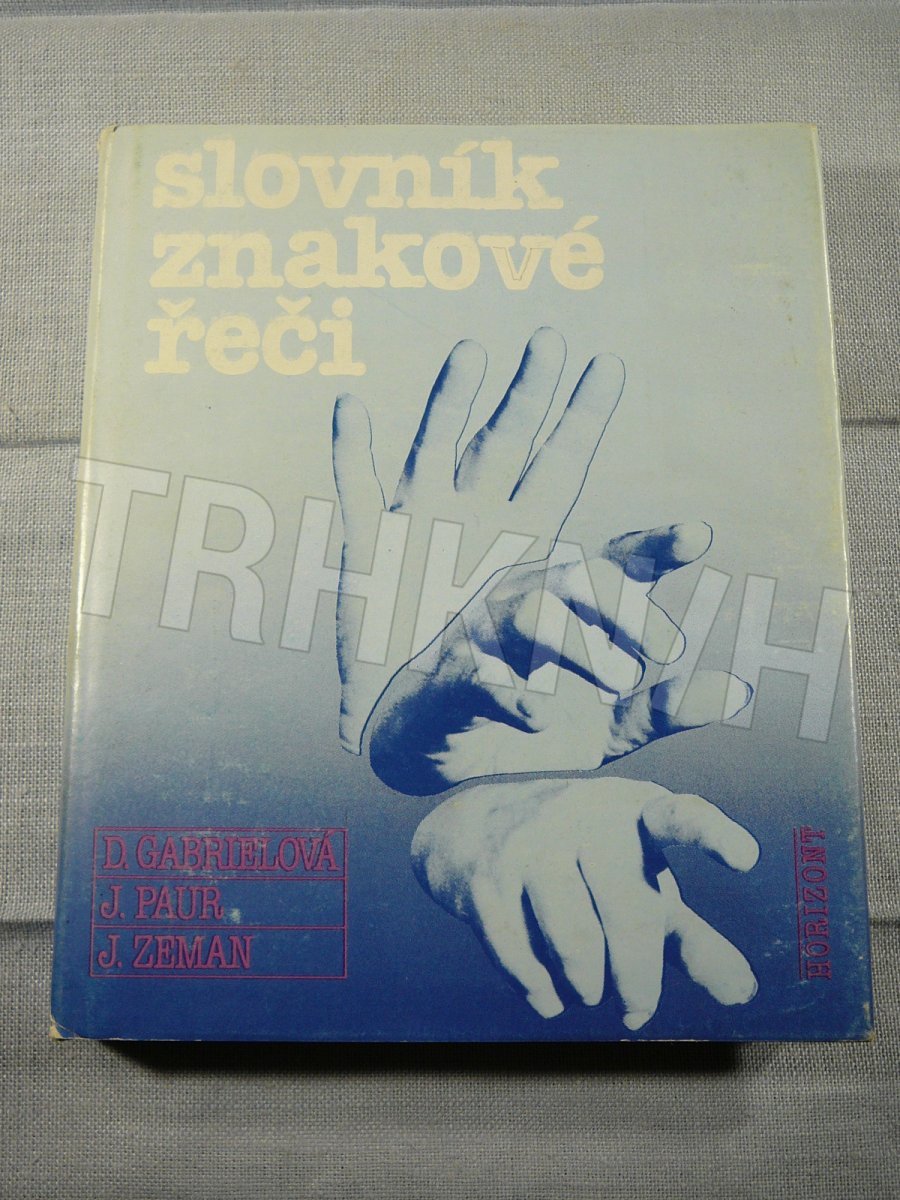 slovník
znakové
řeči
TRHKNIH
D. GABRIELOVÁ
J. PAUR
J. ZEMAN
HORIZONT